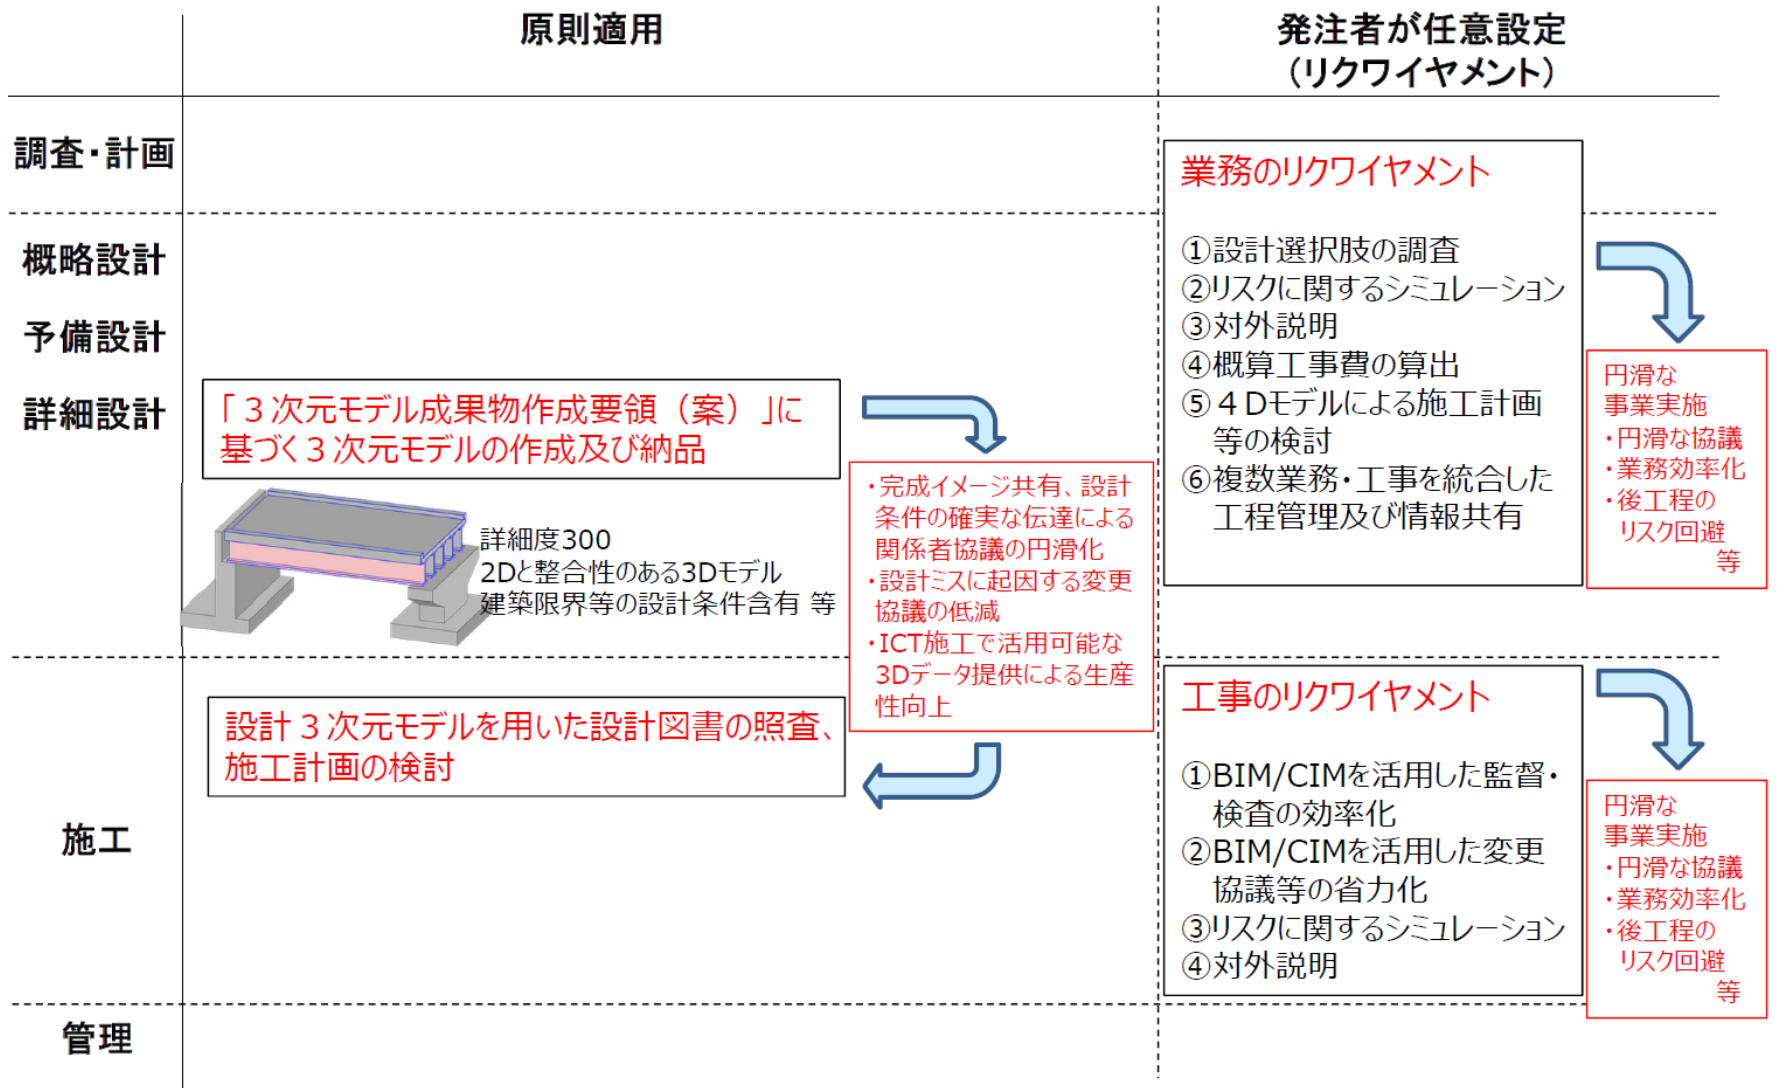 原則適用
発注者が任意設定
（リクワイヤメント）
調査・計画
概略設計
予備設計
詳細設計
「３次元モデル成果物作成要領（案）」に
基づく３次元モデルの作成及び納品
詳細度300
2Dと整合性のある3Dモデル
建築限界等の設計条件含有 等
・完成イメージ共有、設計
条件の確実な伝達による
関係者協議の円滑化
・設計ミスに起因する変更
協議の低減
・ICT施工で活用可能な
3Dデータ提供による生産
性向上
業務のリクワイヤメント
①設計選択肢の調査
②リスクに関するシミュレーション
③対外説明
④概算工事費の算出
⑤４Dモデルによる施工計画
等の検討
⑥複数業務・工事を統合した
工程管理及び情報共有
円滑な
事業実施
・円滑な協議
・業務効率化
・後工程の
リスク回避
等
施工
設計３次元モデルを用いた設計図書の照査、
施工計画の検討
工事のリクワイヤメント
①BIM/CIMを活用した監督・
検査の効率化
②BIM/CIMを活用した変更
協議等の省力化
③リスクに関するシミュレーション
④対外説明
円滑な
事業実施
・円滑な協議
・業務効率化
・後工程の
リスク回避
等
管理